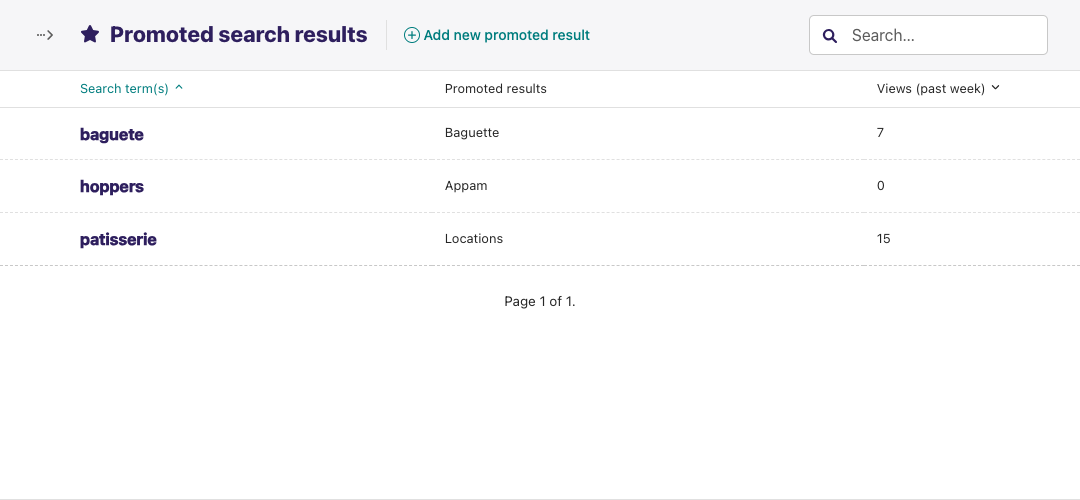 Promoted search results
Add new promoted result
Search...
Search term(s) Promoted results Views (past week)
baguete Baguette 7
hoppers Appam 0
patisserie Locations 15
Page 1 of 1.